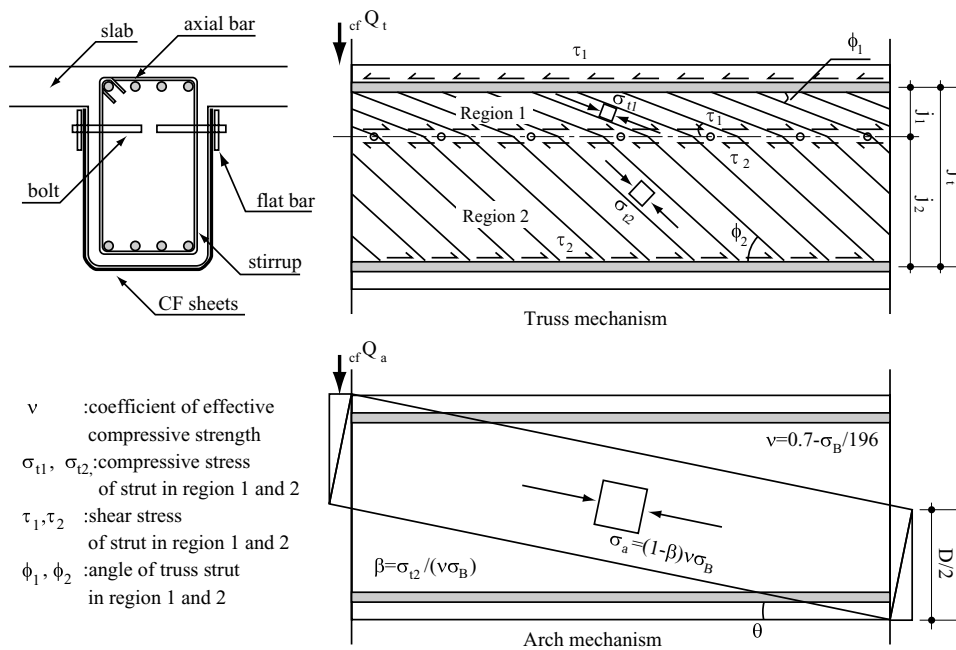 slab
axial bar
bolt
flat bar
stirrup
CF sheets
cf Q t
τ1
ϕ1
Region 1
σt1
τ1
τ2
Region 2
σt2
τ2
ϕ2
j1
j2
Jt
Truss mechanism
cf Q a
ν=0.7-σB/196
σa=(1-β)νσB
β=σt2/(νσB)
D/2
θ
Arch mechanism
ν :coefficient of effective
compressive strength
σt1, σt2,:compressive stress
of strut in region 1 and 2
τ1,τ2 :shear stress
of strut in region 1 and 2
ϕ1, ϕ2 :angle of truss strut
in region 1 and 2